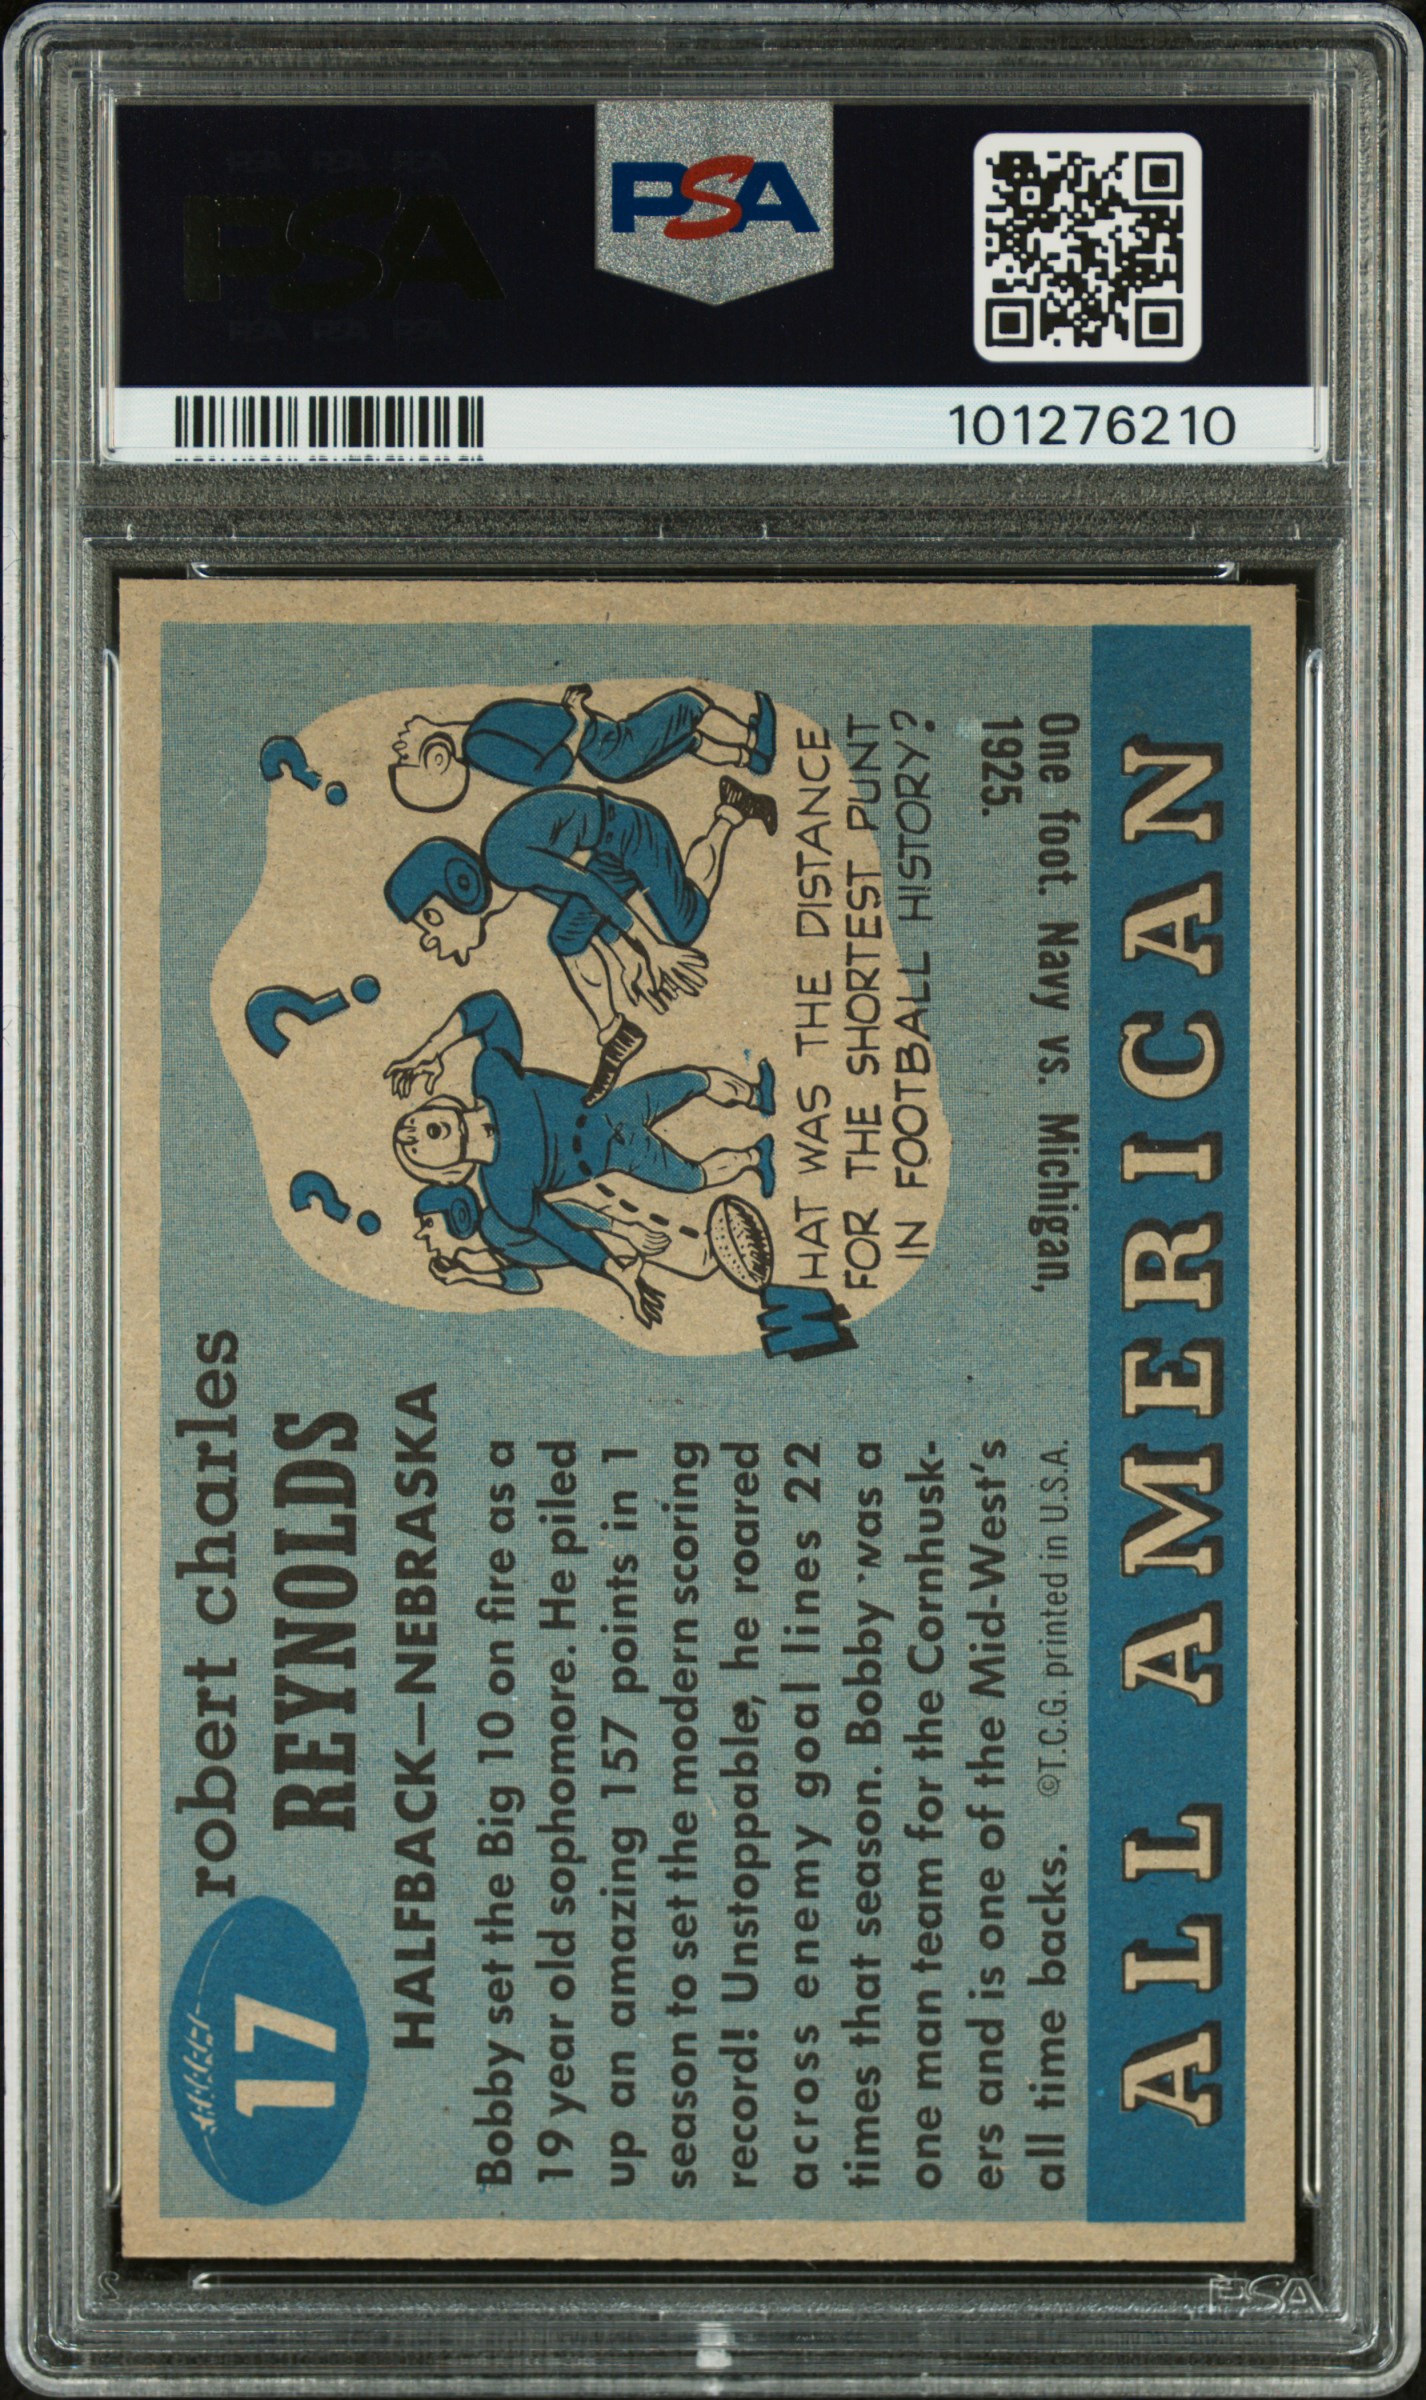 PSA
PSA
101276210
17
robert charles
REYNOLDS
HALFBACK—NEBRASKA
Bobby set the Big 10 on fire as a
19 year old sophomore. He piled
up an amazing 157 points in 1
season to set the modern scoring
record! Unstoppable, he roared
across enemy goal lines 22
times that season. Bobby was a
one man team for the Cornhusk-
ers and is one of the Mid-West's
all time backs. ©T.C.G. printed in U.S.A.
? ? ?
WHAT WAS THE DISTANCE
FOR THE SHORTEST PUNT
IN FOOTBALL HISTORY?
One foot. Navy vs. Michigan,
1925.
ALL AMERICAN
PSA